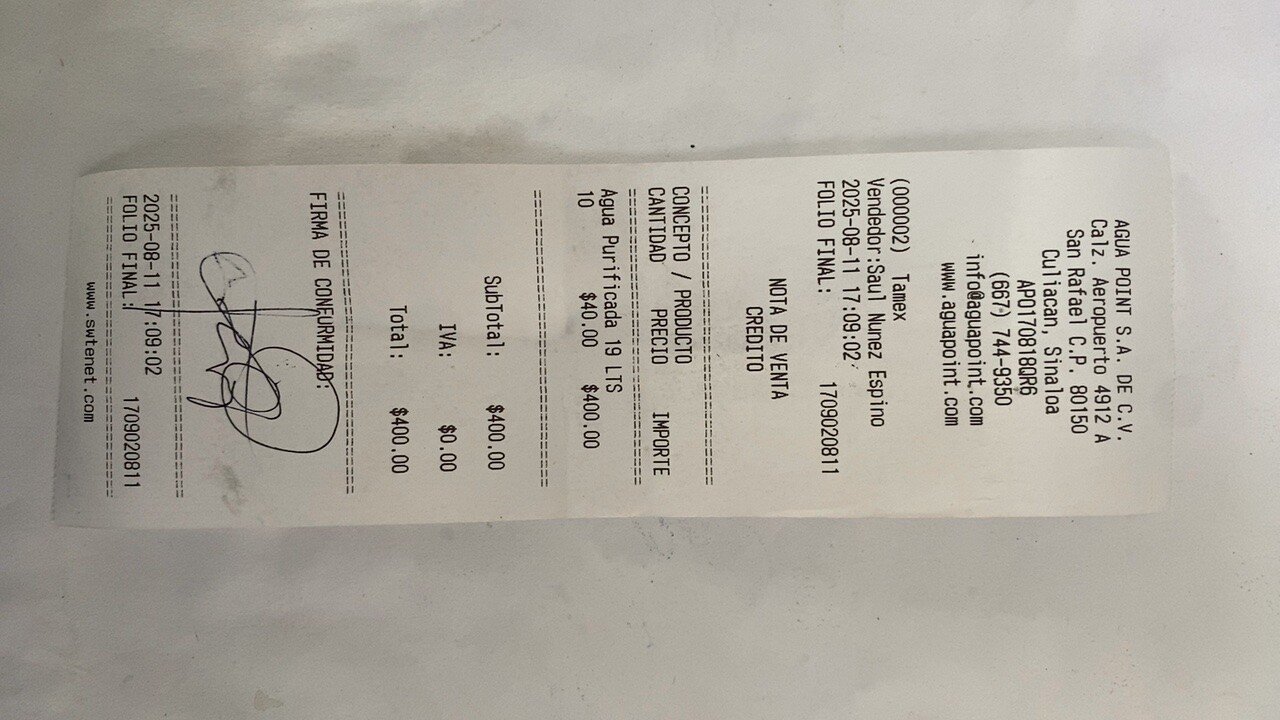 AGUA POINT S.A. DE C.V.
Calz. Aeropuerto 4912 A
San Rafael C.P. 80150
Culiacan, Sinaloa
APO170818QR6
(667) 744-9350
info@aguapoint.com
www.aguapoint.com
(000002) Tamex
Vendedor:Saul Nunez Espino
2025-08-11 17:09:02
FOLIO FINAL: 1709020811
NOTA DE VENTA
CREDITO
CONCEPTO / PRODUCTO
CANTIDAD PRECIO IMPORTE
Agua Purificada 19 LTS
10 $40.00 $400.00
SubTotal: $400.00
IVA: $0.00
Total: $400.00
FIRMA DE CONFORMIDAD:
2025-08-11 17:09:02
FOLIO FINAL: 1709020811
www.swtenet.com